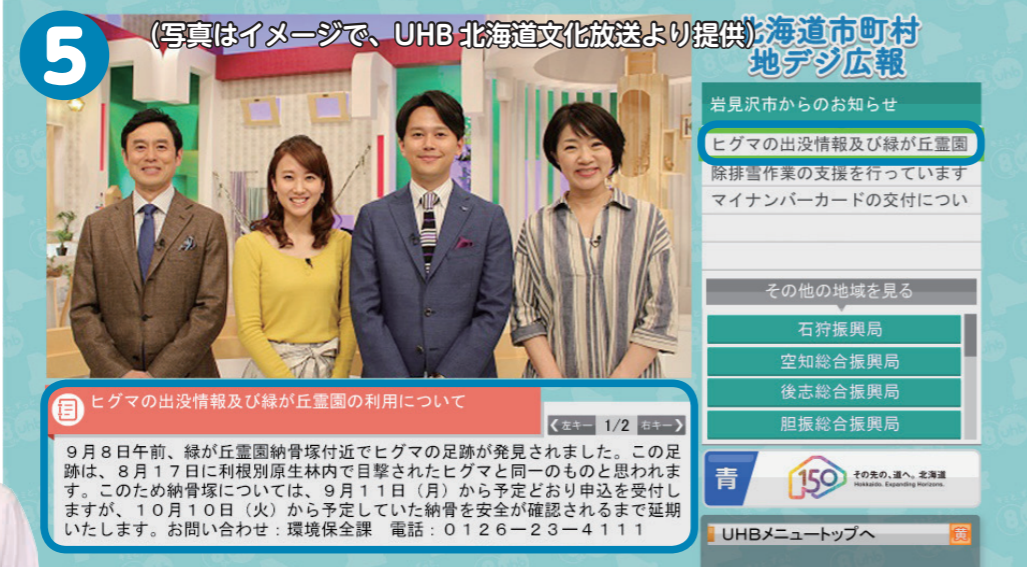 5
(写真はイメージで、UHB 北海道文化放送より提供)
北海道市町村
地デジ広報
岩見沢市からのお知らせ
ヒグマの出没情報及び緑が丘霊園
除排雪作業の支援を行っています
マイナンバーカードの交付につい
その他の地域を見る
石狩振興局
空知総合振興局
後志総合振興局
胆振総合振興局
ヒグマの出没情報及び緑が丘霊園の利用について
《左キー 1/2 右キー》
9月8日午前、緑が丘霊園納骨塚付近でヒグマの足跡が発見されました。この足
跡は、8月17日に利根別原生林内で目撃されたヒグマと同一のものと思われま
す。このため納骨塚については、9月11日(月)から予定どおり申込を受付し
ますが、10月10日(火)から予定していた納骨を安全が確認されるまで延期
いたします。お問い合わせ:環境保全課 電話:0126ー23ー4111
青
150
その先の、道へ。北海道
Hokkaido. Expanding Horizons.
UHBメニュートップへ
黄